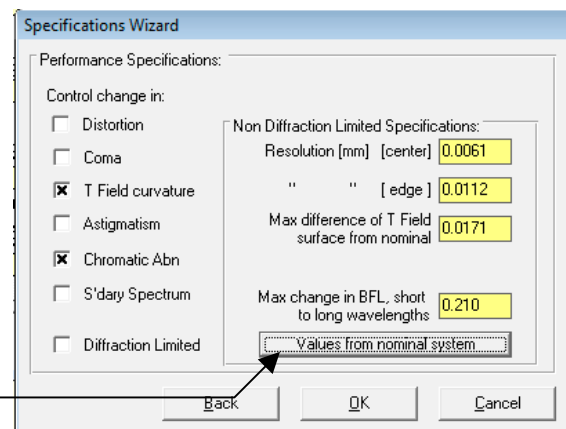 Specifications Wizard
Performance Specifications:
Control change in:
Distortion
Coma
T Field curvature
Astigmatism
Chromatic Abn
S'dary Spectrum
Diffraction Limited
Non Diffraction Limited Specifications:
Resolution [mm] [center] 0.0061
" " [ edge ] 0.0112
Max difference of T Field
surface from nominal 0.0171
Max change in BFL, short
to long wavelengths 0.210
Values from nominal system
Back OK Cancel